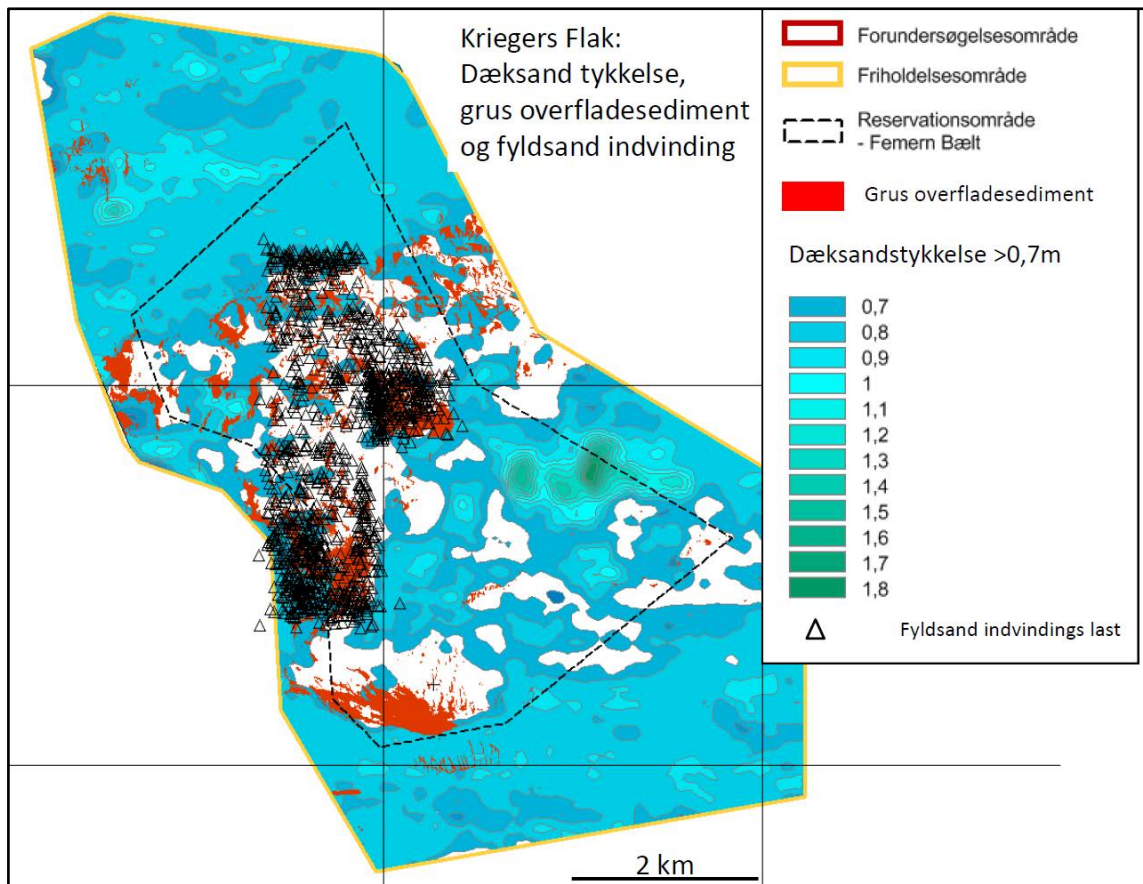 Kriegers Flak:
Dæksand tykkelse,
grus overfladesediment
og fyldsand indvinding
Forundersøgelsesområde
Friholdelsesområde
Reservationsområde
- Femern Bælt
Grus overfladesediment
Dæksandstykkelse >0,7m
0,7
0,8
0,9
1
1,1
1,2
1,3
1,4
1,5
1,6
1,7
1,8
Fyldsand indvindings last
2 km